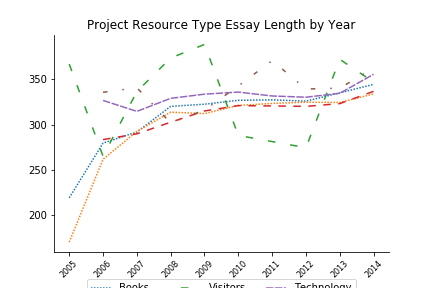 Project Resource Type Essay Length by Year
350
300
250
200
2005 2006 2007 2008 2009 2010 2011 2012 2013 2014
Books Visitors Technology